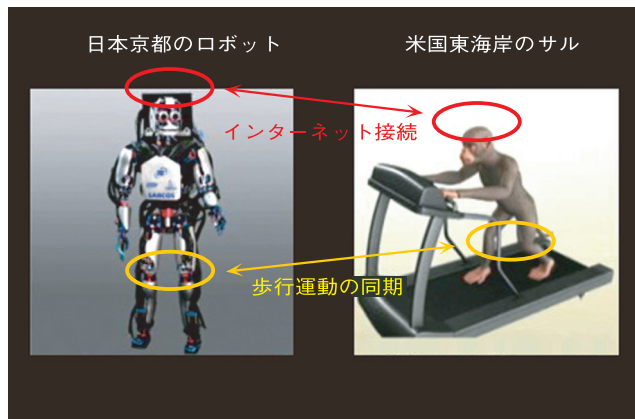 日本京都のロボット
米国東海岸のサル
インターネット接続
歩行運動の同期